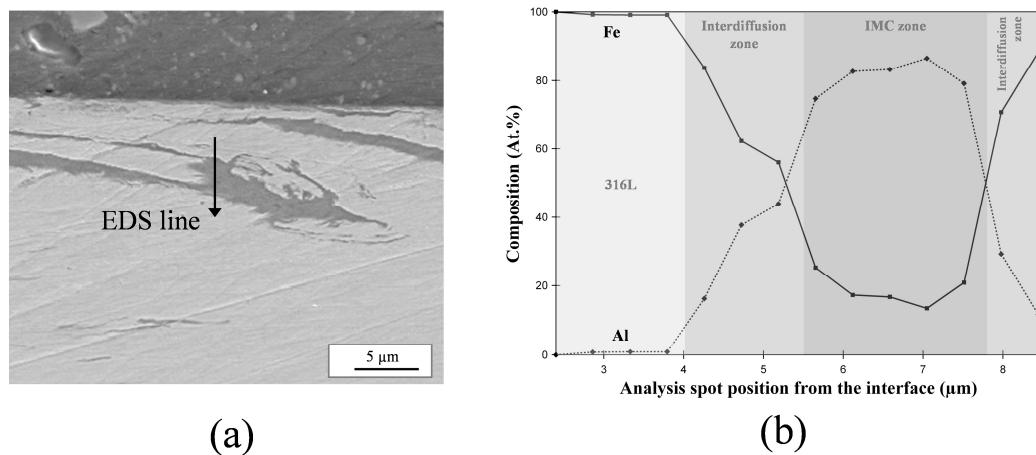 EDS line
5 μm
(a)
(b)
100
80
60
40
20
0
Composition (At.%)
Fe
Al
316L
Interdiffusion
zone
IMC zone
Interdiffusion
zone
3
4
5
6
7
8
Analysis spot position from the interface (μm)